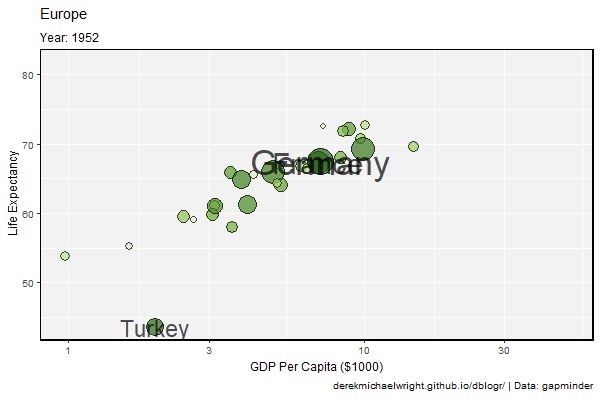 Europe
Year: 1952
80
70
60
50
Life Expectancy
Germany
Turkey
1
3
10
30
GDP Per Capita ($1000)
derekmichaelwright.github.io/dblogr/ | Data: gapminder